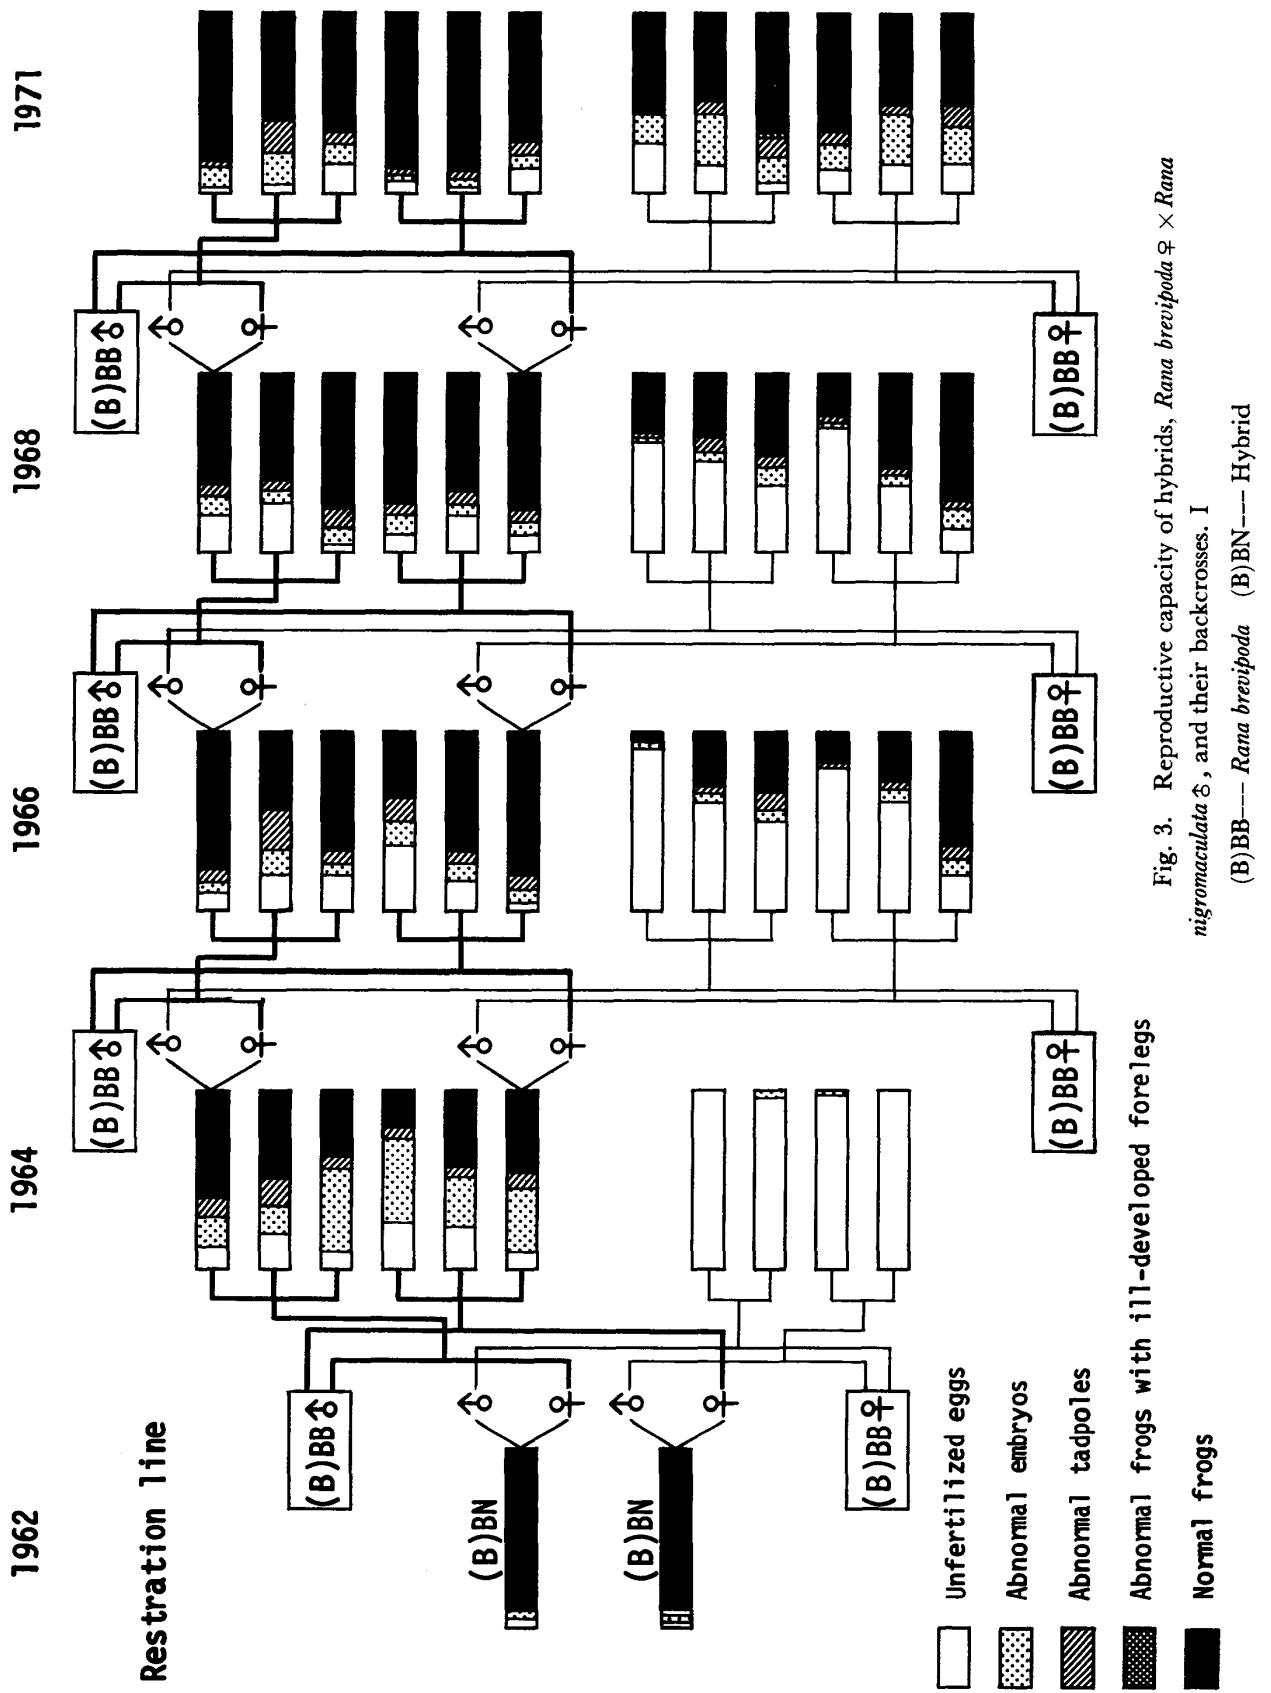 1962
1964
1966
1968
1971
Restration line
(B)BB♂
(B)BB♂
(B)BB♂
(B)BB♂
(B)BN
♂
♀
♂
♀
♂
♀
♂
♀
(B)BN
♂
♀
♂
♀
♂
♀
♂
♀
(B)BB♀
(B)BB♀
(B)BB♀
(B)BB♀
Unfertilized eggs
Abnormal embryos
Abnormal tadpoles
Abnormal frogs with ill-developed forelegs
Normal frogs
Fig. 3. Reproductive capacity of hybrids, Rana brevipoda ♀ × Rana
nigromaculata ♂, and their backcrosses. I
(B)BB--- Rana brevipoda (B)BN--- Hybrid